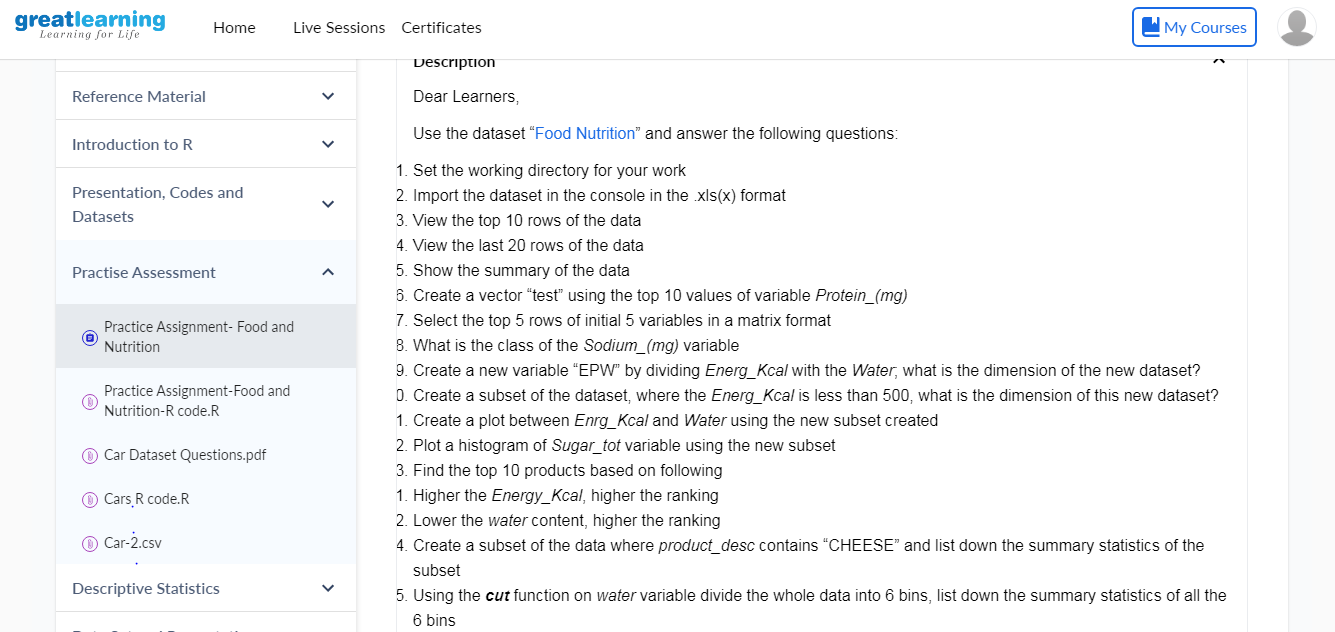 greatlearning
Learning for Life
Home
Live Sessions
Certificates
My Courses
Reference Material
Introduction to R
Presentation, Codes and
Datasets
Practise Assessment
Practice Assignment- Food and
Nutrition
Practice Assignment-Food and
Nutrition-R code.R
Car Dataset Questions.pdf
Cars R code.R
Car-2.csv
Descriptive Statistics
Description
Dear Learners,
Use the dataset “Food Nutrition” and answer the following questions:
1. Set the working directory for your work
2. Import the dataset in the console in the .xls(x) format
3. View the top 10 rows of the data
4. View the last 20 rows of the data
5. Show the summary of the data
6. Create a vector “test” using the top 10 values of variable Protein_(mg)
7. Select the top 5 rows of initial 5 variables in a matrix format
8. What is the class of the Sodium_(mg) variable
9. Create a new variable “EPW” by dividing Energ_Kcal with the Water, what is the dimension of the new dataset?
0. Create a subset of the dataset, where the Energ_Kcal is less than 500, what is the dimension of this new dataset?
1. Create a plot between Enrg_Kcal and Water using the new subset created
2. Plot a histogram of Sugar_tot variable using the new subset
3. Find the top 10 products based on following
1. Higher the Energy_Kcal, higher the ranking
2. Lower the water content, higher the ranking
4. Create a subset of the data where product_desc contains “CHEESE” and list down the summary statistics of the
subset
5. Using the cut function on water variable divide the whole data into 6 bins, list down the summary statistics of all the
6 bins